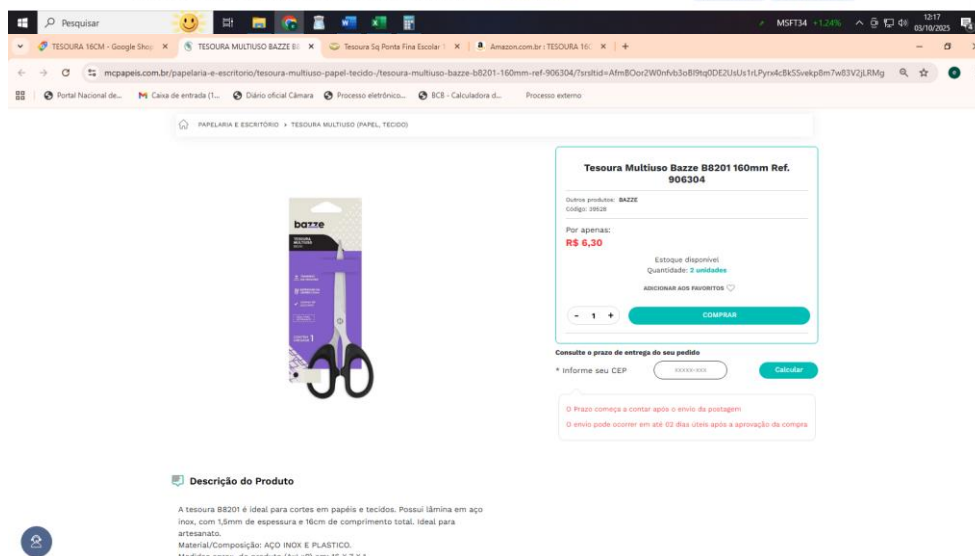 Pesquisar
MSFT34 +1,24%
12:17
03/10/2025
TESOURA 16CM - Google Shop
TESOURA MULTIUSO BAZZE B8
Tesoura Sq Ponta Fina Escolar 1
Amazon.com.br : TESOURA 16C
mcpapeis.com.br/papelaria-e-escritorio/tesoura-multiuso-papel-tecido-/tesoura-multiuso-bazze-b8201-160mm-ref-906304/?srsltid=
Portal Nacional de...
Caixa de entrada (1...
Diário oficial Câmara
Processo eletrônico...
BCB - Calculadora d...
Processo externo
PAPELARIA E ESCRITÓRIO › TESOURA MULTIUSO (PAPEL, TECIDO)
Tesoura Multiuso Bazze B8201 160mm Ref.
906304
Outros produtos: BAZZE
Código: 39528
Por apenas:
R$ 6,30
Estoque disponível
Quantidade: 2 unidades
ADICIONAR AOS FAVORITOS
- 1 +
COMPRAR
bazze
TESOURA
MULTIUSO
Consulte o prazo de entrega do seu pedido
* Informe seu CEP
xxxxx-xxx
Calcular
O Prazo começa a contar após o envio da postagem
O envio pode ocorrer em até 02 dias úteis após a aprovação da compra
Descrição do Produto
A tesoura B8201 é ideal para cortes em papéis e tecidos. Possui lâmina em aço
inox, com 1,5mm de espessura e 16cm de comprimento total. Ideal para
artesanato.
Material/Composição: AÇO INOX E PLASTICO.